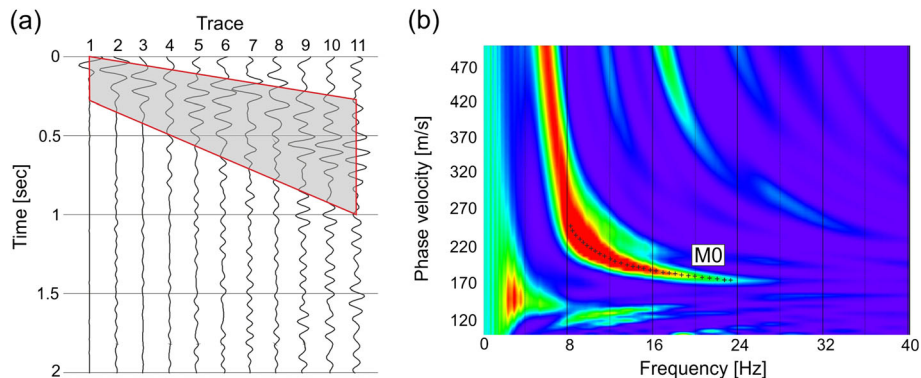 (a)
Trace
1 2 3 4 5 6 7 8 9 10 11
0
0.5
1
1.5
2
Time [sec]
(b)
Phase velocity [m/s]
470
420
370
320
270
220
170
120
M0
0 8 16 24 32 40
Frequency [Hz]